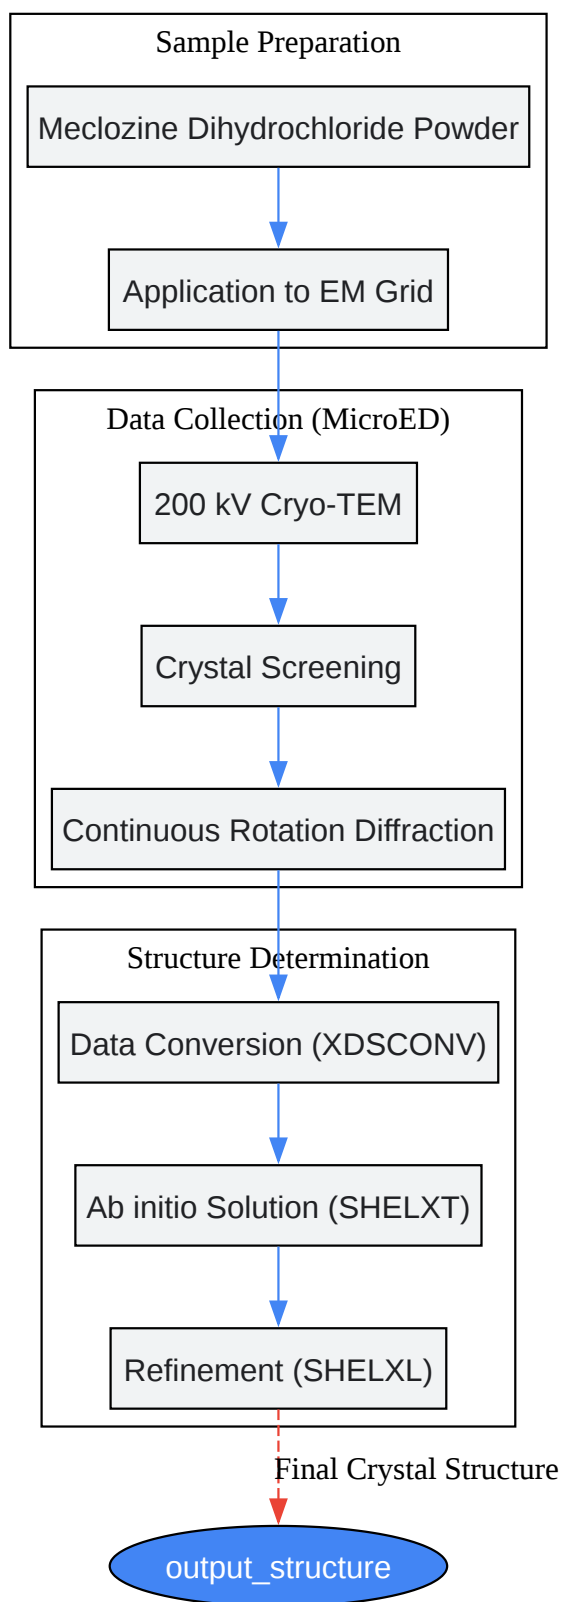 Sample Preparation
Meclozine Dihydrochloride Powder
Application to EM Grid
Data Collection (MicroED)
200 kV Cryo-TEM
Crystal Screening
Continuous Rotation Diffraction
Structure Determination
Data Conversion (XDSCONV)
Ab initio Solution (SHELXT)
Refinement (SHELXL)
Final Crystal Structure
output_structure